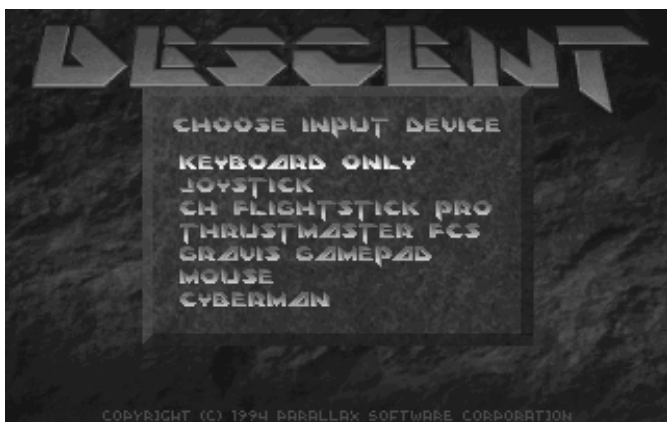 DESCENT
CHOOSE INPUT DEVICE
KEYBOARD ONLY
JOYSTICK
CH FLIGHTSTICK PRO
THRUSTMASTER FCS
GRAVIS GAMEPAD
MOUSE
CYBERMAN
COPYRIGHT (C) 1994 PARALLAX SOFTWARE CORPORATION